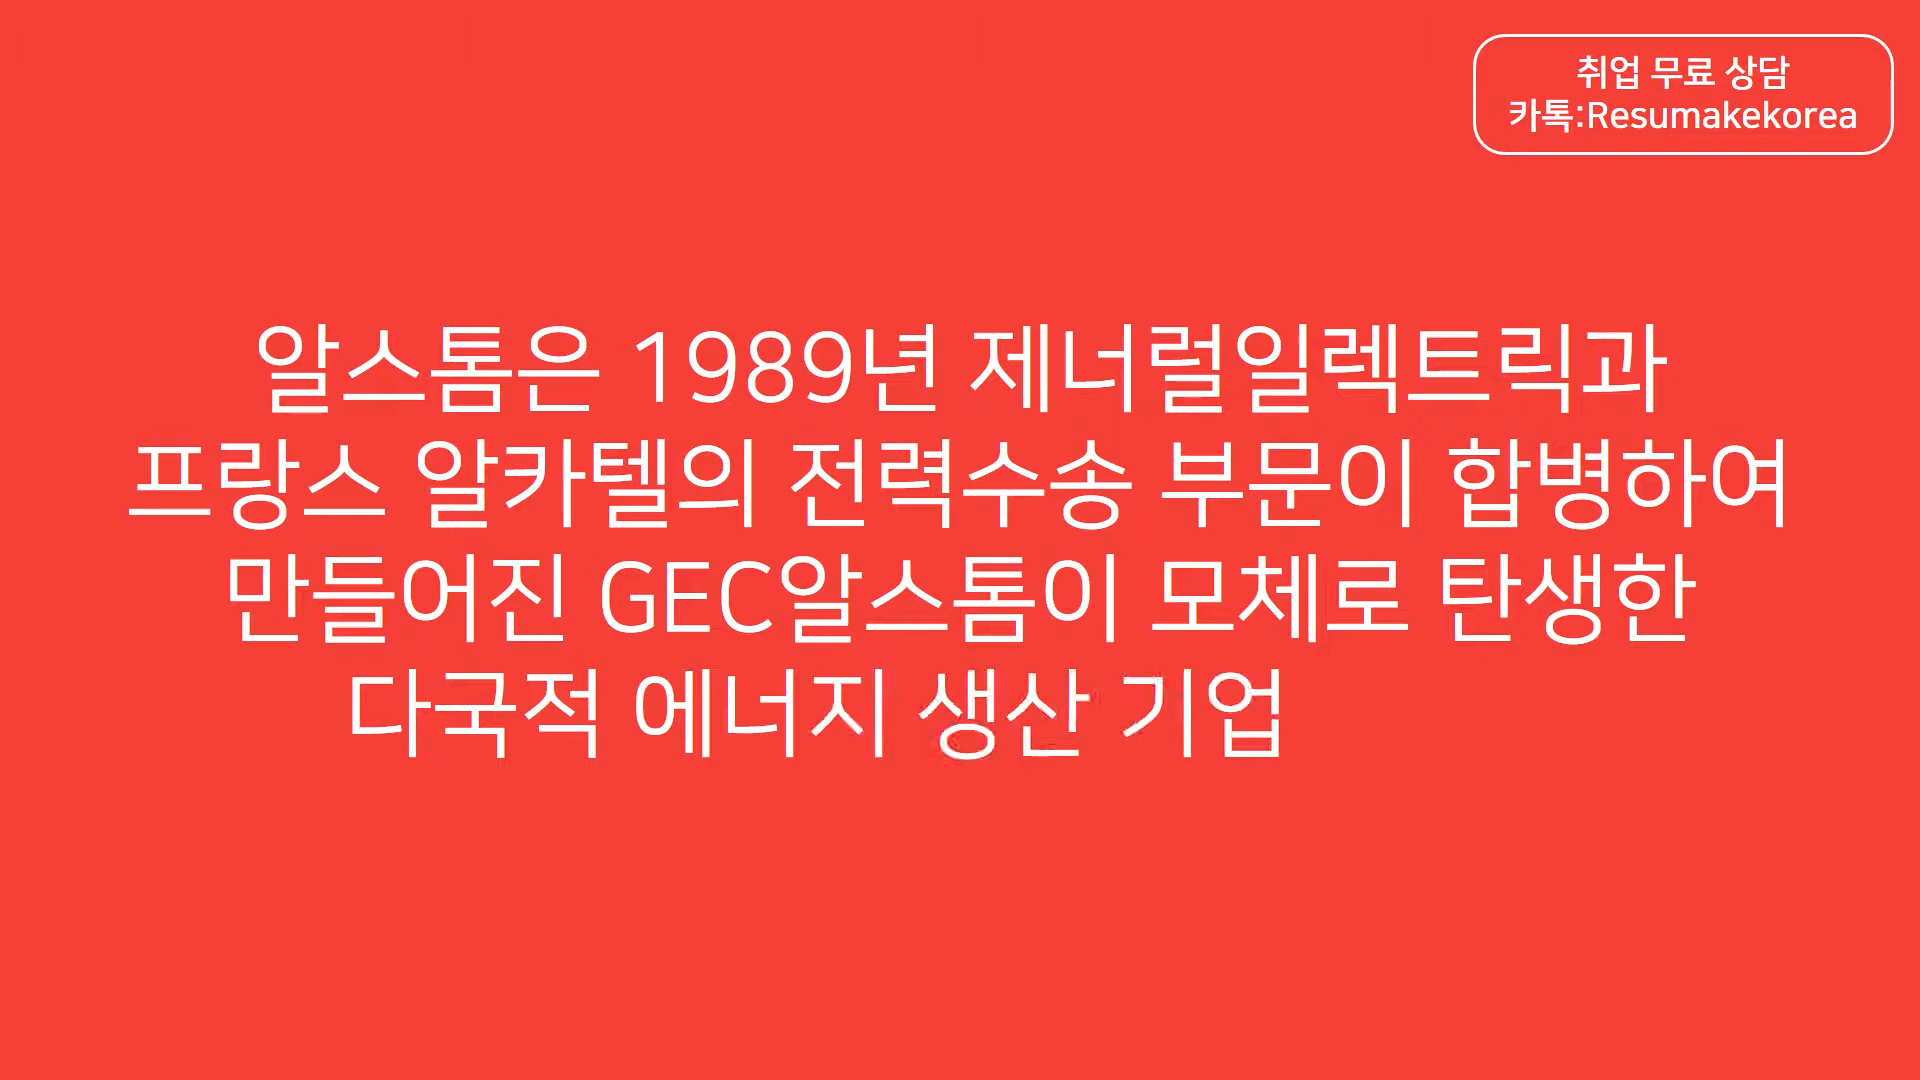 취업 무료 상담
카톡:Resumakekorea
알스톰은 1989년 제너럴일렉트릭과
프랑스 알카텔의 전력수송 부문이 합병하여
만들어진 GEC알스톰이 모체로 탄생한
다국적 에너지 생산 기업